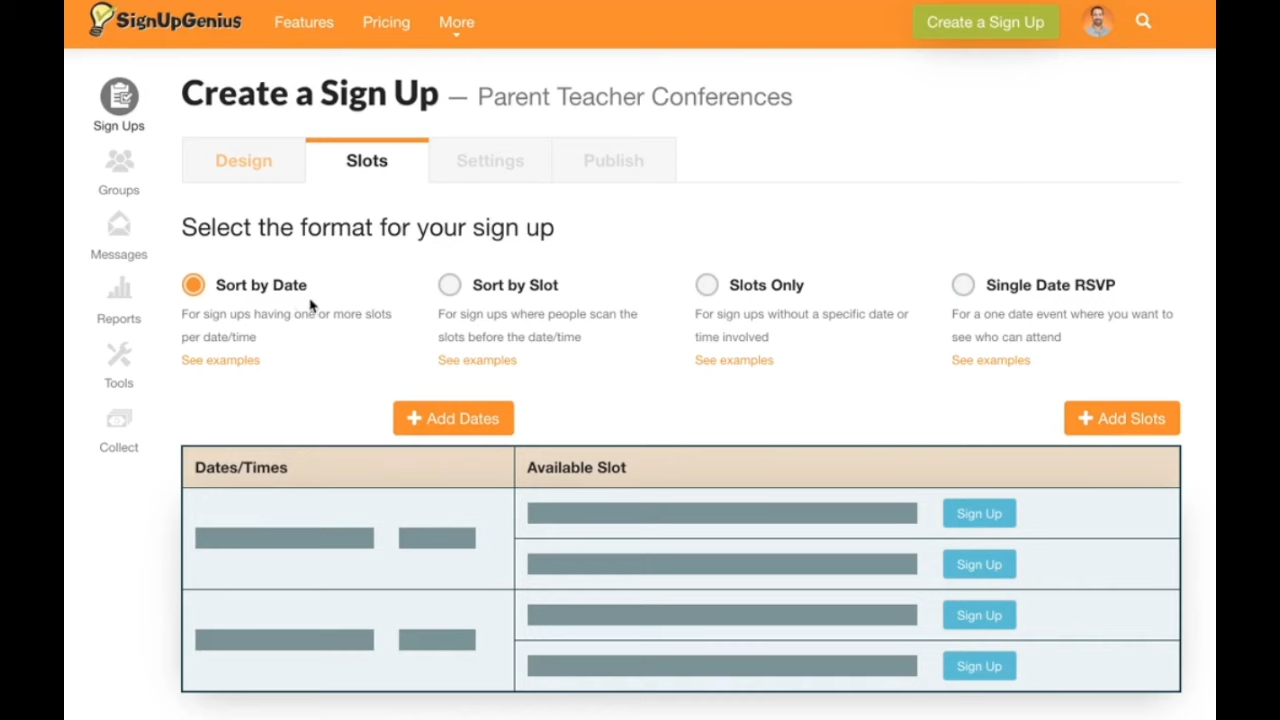 SignUpGenius Features Pricing More Create a Sign Up
Sign Ups
Groups
Messages
Reports
Tools
Collect
Create a Sign Up — Parent Teacher Conferences
Design Slots Settings Publish
Select the format for your sign up
Sort by Date
For sign ups having one or more slots
per date/time
See examples
Sort by Slot
For sign ups where people scan the
slots before the date/time
See examples
Slots Only
For sign ups without a specific date or
time involved
See examples
Single Date RSVP
For a one date event where you want to
see who can attend
See examples
+ Add Dates
+ Add Slots
Dates/Times Available Slot
Sign Up
Sign Up
Sign Up
Sign Up